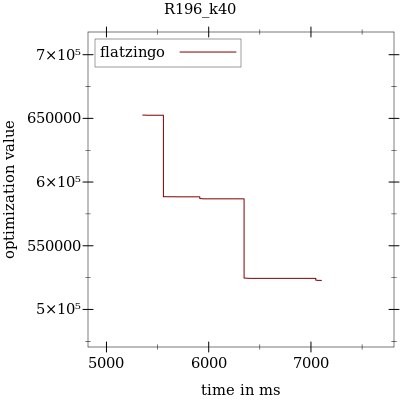 R196_k40
flatzingo
7×10⁵
650000
6×10⁵
550000
5×10⁵
optimization value
5000 6000 7000
time in ms